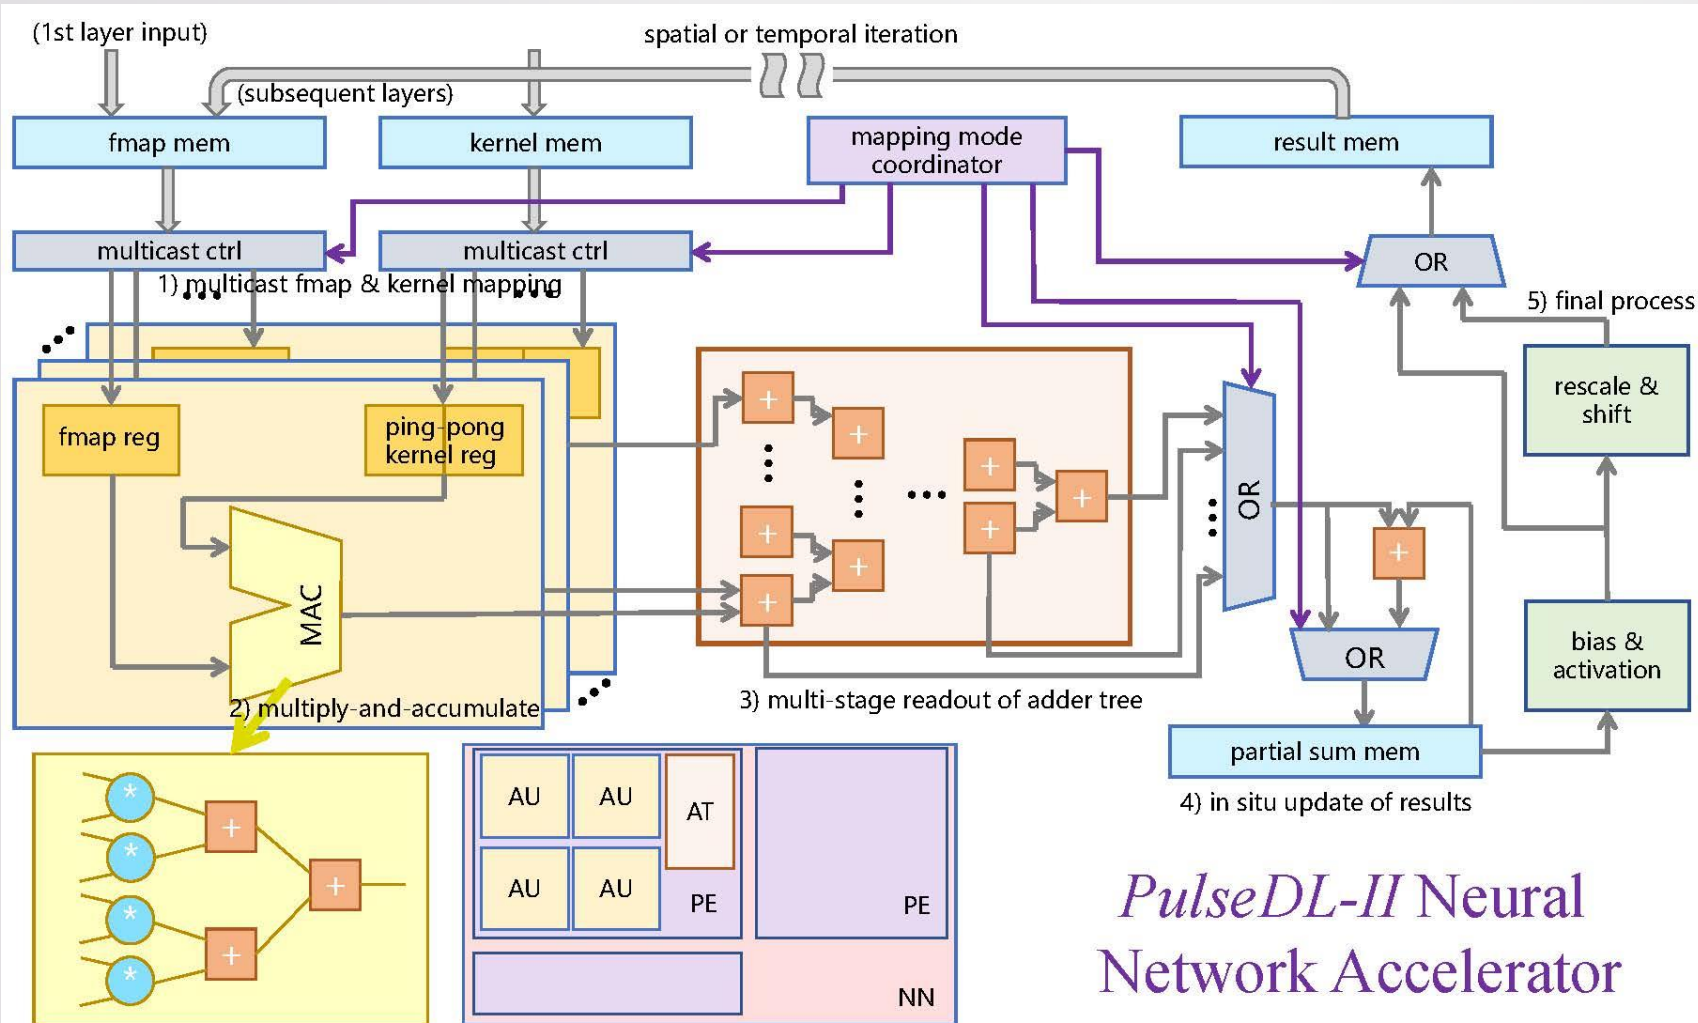 (1st layer input)
spatial or temporal iteration
(subsequent layers)
fmap mem
kernel mem
mapping mode
coordinator
result mem
multicast ctrl
multicast ctrl
OR
1) multicast fmap & kernel mapping
5) final process
fmap reg
ping-pong
kernel reg
MAC
2) multiply-and-accumulate
+
+
+
+
+
+
+
+
3) multi-stage readout of adder tree
OR
+
OR
rescale &
shift
bias &
activation
partial sum mem
4) in situ update of results
*
*
*
*
+
+
+
AU
AU
AT
AU
AU
PE
PE
NN
PulseDL-II Neural
Network Accelerator